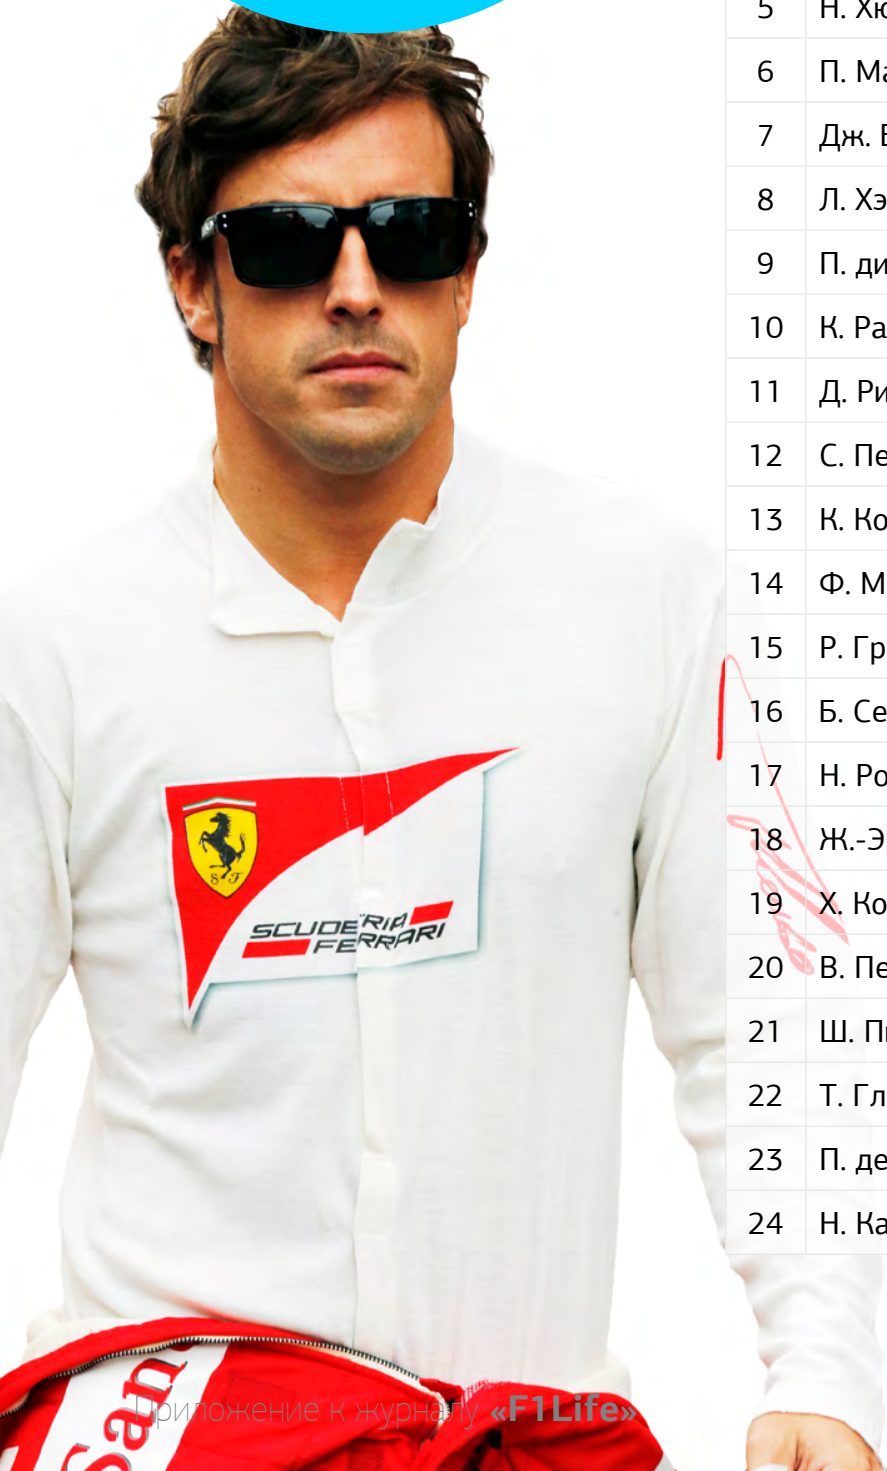 5 Н. Хю
6 П. Ма
7 Дж. Б
8 Л. Хэ
9 П. ди
10 К. Ра
11 Д. Ри
12 С. Пе
13 К. Ко
14 Ф. М
15 Р. Гр
16 Б. Се
17 Н. Ро
18 Ж.-Э
19 Х. Ко
20 В. Пе
21 Ш. Пи
22 Т. Гл
23 П. де
24 Н. Ка
S F
SCUDERIA
FERRARI
San
Приложение к журналу «F1Life»